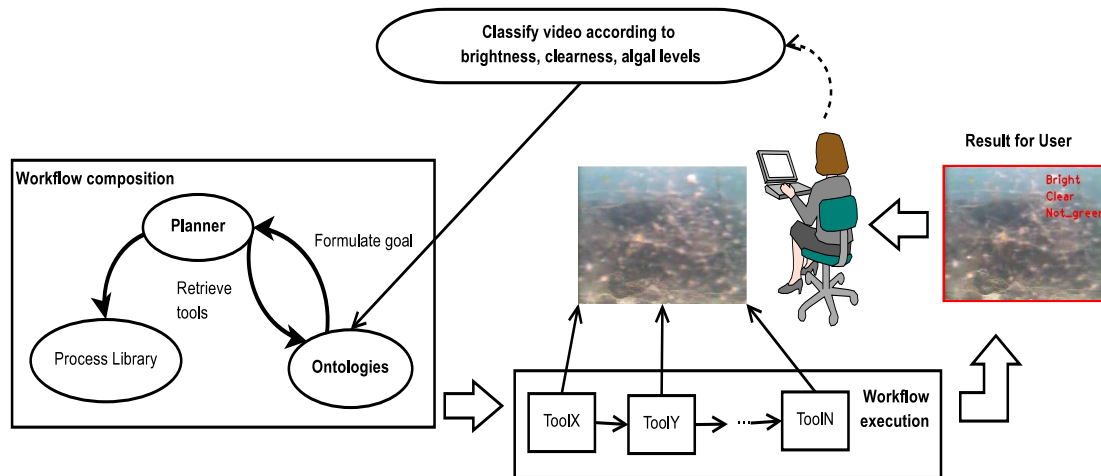 Classify video according to
brightness, clearness, algal levels
Workflow composition
Planner
Formulate goal
Retrieve
tools
Process Library
Ontologies
Result for User
Bright
Clear
Not_green
ToolX
ToolY
...
ToolN
Workflow
execution